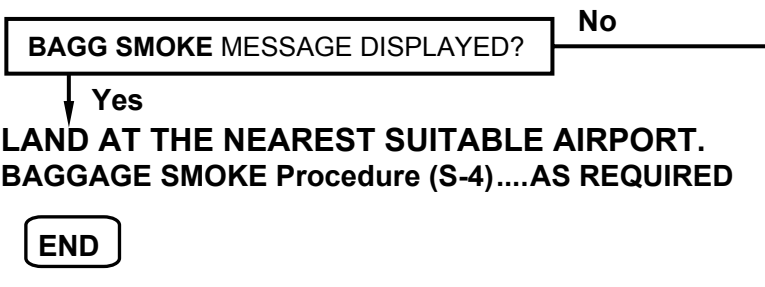 No
BAGG SMOKE MESSAGE DISPLAYED?
Yes
LAND AT THE NEAREST SUITABLE AIRPORT.
BAGGAGE SMOKE Procedure (S-4)....AS REQUIRED
END